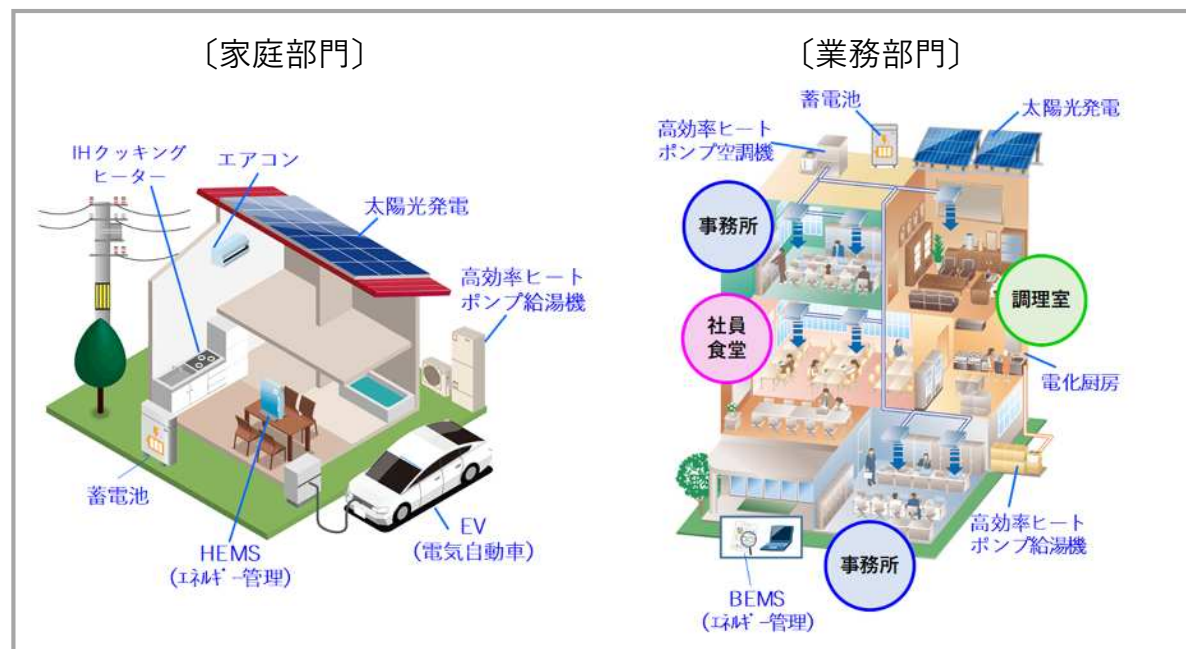 〔家庭部門〕
IHクッキング
ヒーター
エアコン
太陽光発電
高効率ヒート
ポンプ給湯機
蓄電池
HEMS
(ｴﾈﾙｷﾞｰ管理)
EV
(電気自動車)
〔業務部門〕
蓄電池
太陽光発電
高効率ヒート
ポンプ空調機
事務所
社員
食堂
調理室
電化厨房
高効率ヒート
ポンプ給湯機
事務所
BEMS
(ｴﾈﾙｷﾞｰ管理)